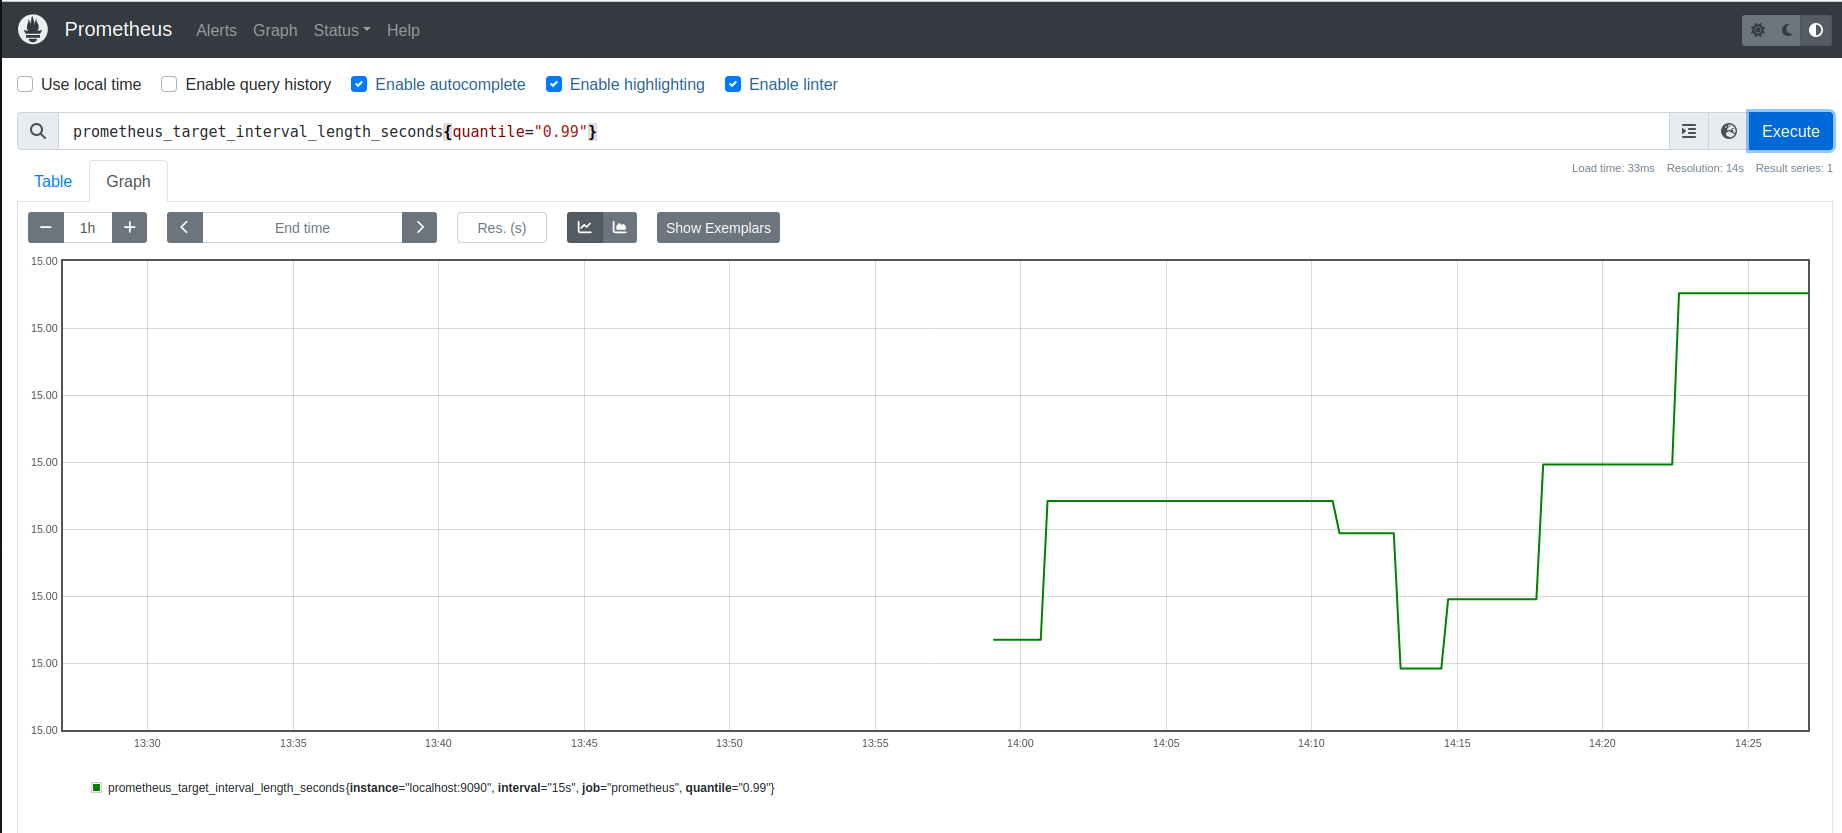 Prometheus Alerts Graph Status Help
Use local time Enable query history Enable autocomplete Enable highlighting Enable linter
prometheus_target_interval_length_seconds{quantile="0.99"} Execute
Table Graph Load time: 33ms Resolution: 14s Result series: 1
1h End time Res. (s) Show Exemplars
15.00
15.00
15.00
15.00
15.00
15.00
15.00
15.00
13:30 13:35 13:40 13:45 13:50 13:55 14:00 14:05 14:10 14:15 14:20 14:25
prometheus_target_interval_length_seconds{instance="localhost:9090", interval="15s", job="prometheus", quantile="0.99"}